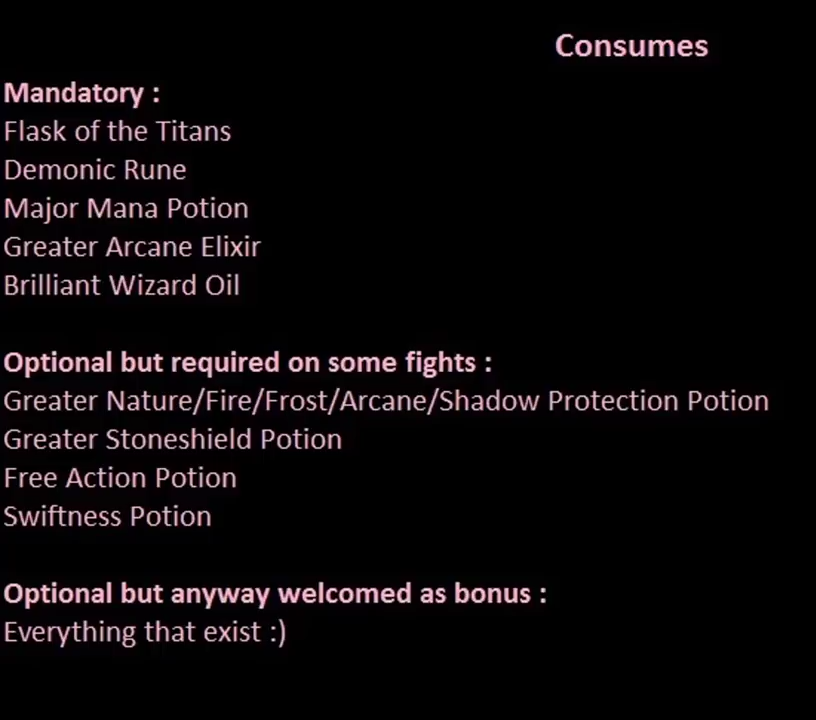 Consumes
Mandatory :
Flask of the Titans
Demonic Rune
Major Mana Potion
Greater Arcane Elixir
Brilliant Wizard Oil
Optional but required on some fights :
Greater Nature/Fire/Frost/Arcane/Shadow Protection Potion
Greater Stoneshield Potion
Free Action Potion
Swiftness Potion
Optional but anyway welcomed as bonus :
Everything that exist :)